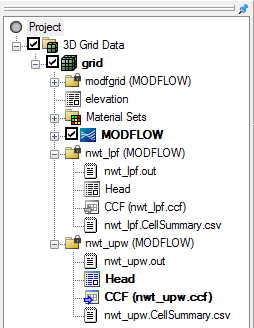 Project
3D Grid Data
grid
modfgrid (MODFLOW)
elevation
Material Sets
MODFLOW
nwt_lpf (MODFLOW)
nwt_lpf.out
Head
CCF (nwt_lpf.ccf)
nwt_lpf.CellSummary.csv
nwt_upw (MODFLOW)
nwt_upw.out
Head
CCF (nwt_upw.ccf)
nwt_upw.CellSummary.csv